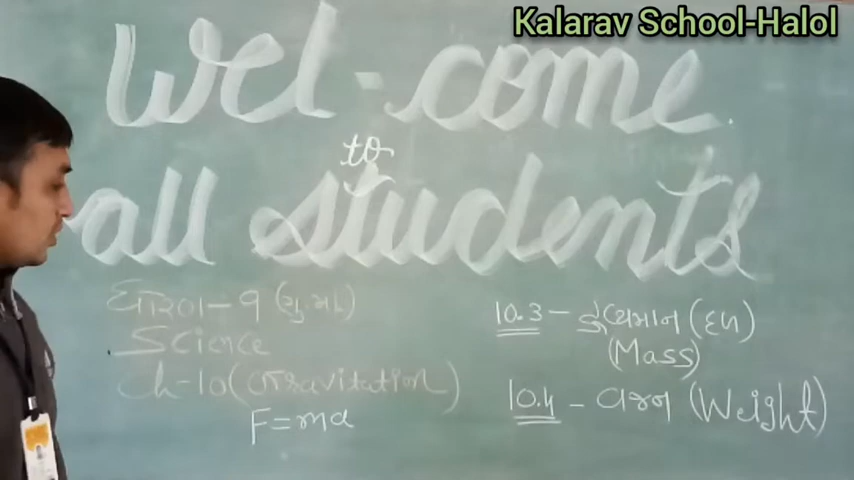 Kalarav School-Halol
Wel-come
to
all students
ધોરણ-૧ (ગુ.મા.)
Science
Ch-10 (Gravitation)
F=ma
10.3 - દ્રવ્યમાન (દળ)
(Mass)
10.4 - વજન (Weight)